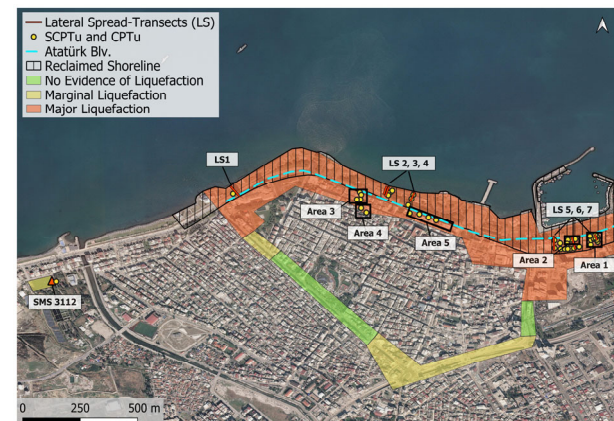 Lateral Spread-Transects (LS)
SCPTu and CPTu
Atatürk Blv.
Reclaimed Shoreline
No Evidence of Liquefaction
Marginal Liquefaction
Major Liquefaction
LS1
LS 2, 3, 4
LS 5, 6, 7
Area 3
Area 4
Area 5
Area 2
Area 1
SMS 3112
0 250 500 m